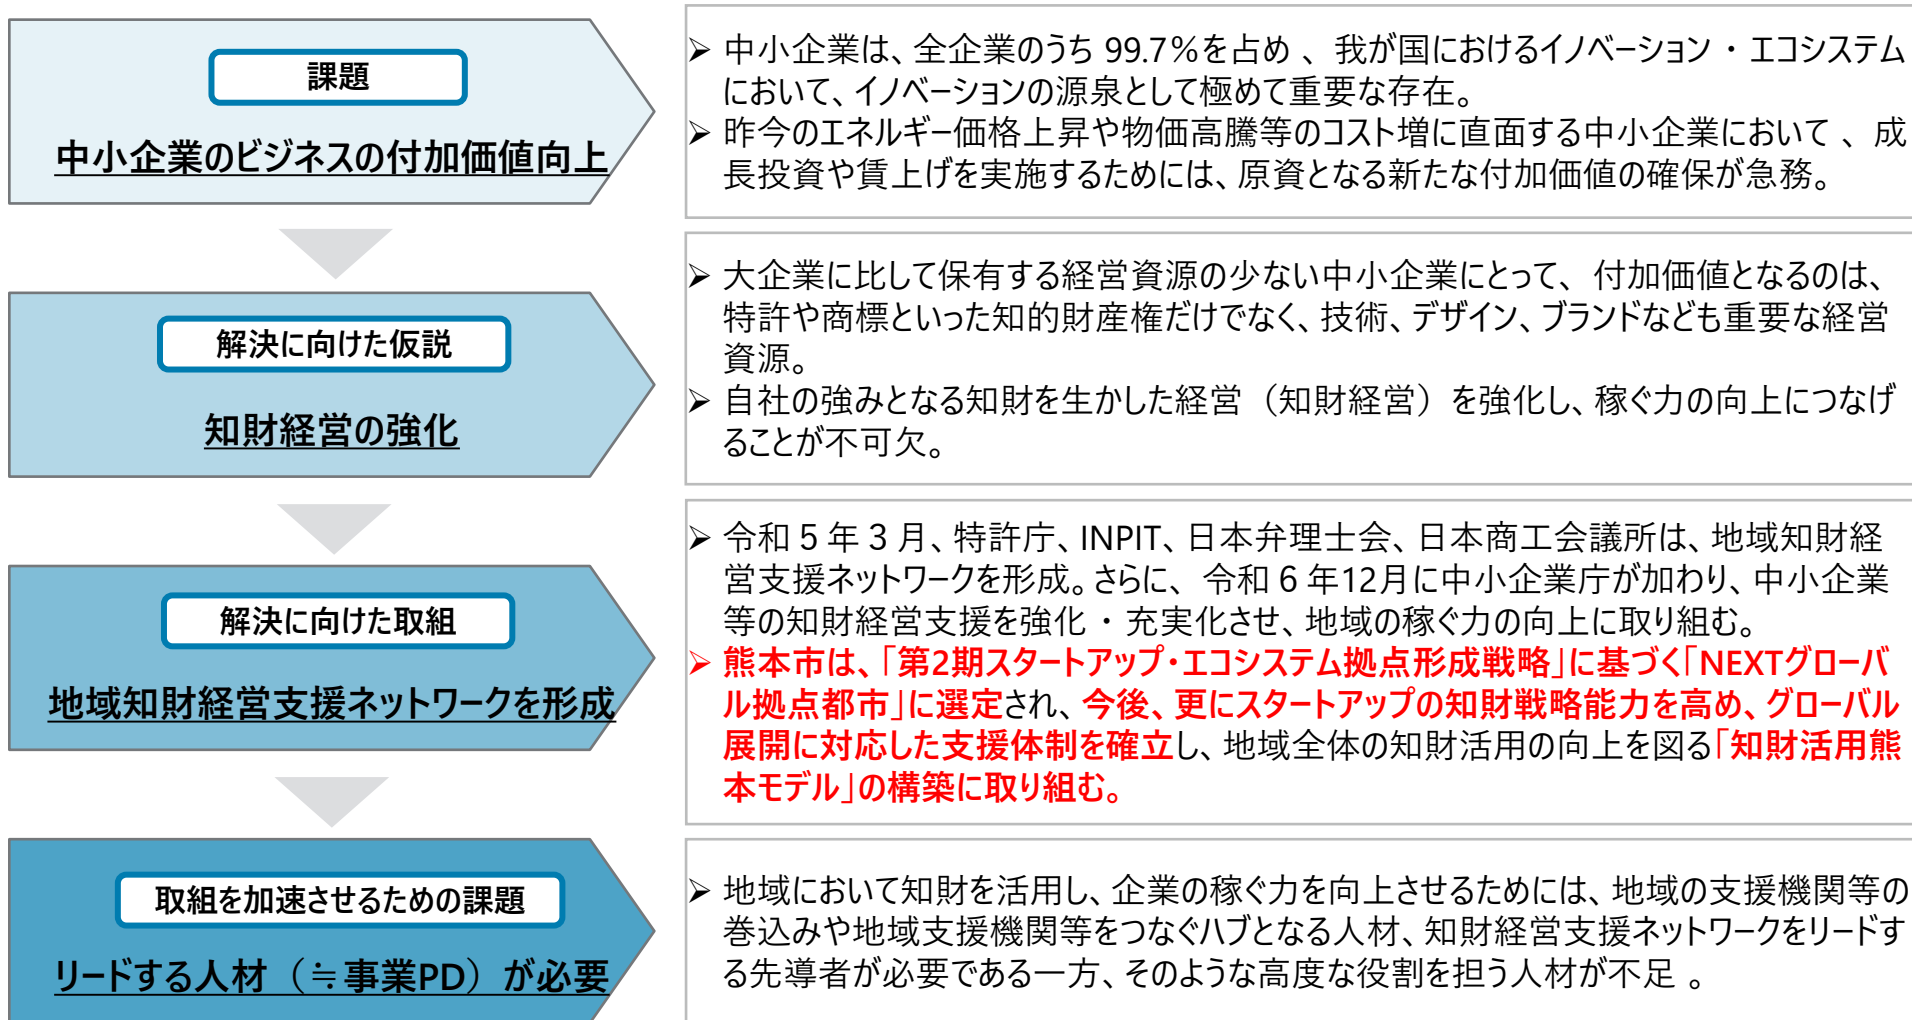 課題
中小企業のビジネスの付加価値向上
➢ 中小企業は、全企業のうち 99.7%を占め 、我が国におけるイノベーション ・ エコシステム
において、イノベーションの源泉として極めて重要な存在。
➢ 昨今のエネルギー価格上昇や物価高騰等のコスト増に直面する中小企業において 、成
長投資や賃上げを実施するためには、原資となる新たな付加価値の確保が急務。
解決に向けた仮説
知財経営の強化
➢ 大企業に比して保有する経営資源の少ない中小企業にとって、付加価値となるのは、
特許や商標といった知的財産権だけでなく、技術、デザイン、ブランドなども重要な経営
資源。
➢ 自社の強みとなる知財を生かした経営（知財経営）を強化し、稼ぐ力の向上につなげ
ることが不可欠。
解決に向けた取組
地域知財経営支援ネットワークを形成
➢ 令和５年３月、特許庁、INPIT、日本弁理士会、日本商工会議所は、地域知財経
営支援ネットワークを形成。さらに、令和６年12月に中小企業庁が加わり、中小企業
等の知財経営支援を強化 ・ 充実化させ、地域の稼ぐ力の向上に取り組む。
➢ 熊本市は、「第2期スタートアップ・エコシステム拠点形成戦略」に基づく「NEXTグローバ
ル拠点都市」に選定され、今後、更にスタートアップの知財戦略能力を高め、グローバル
展開に対応した支援体制を確立し、地域全体の知財活用の向上を図る「知財活用熊
本モデル」の構築に取り組む。
取組を加速させるための課題
リードする人材（≒事業PD）が必要
➢ 地域において知財を活用し、企業の稼ぐ力を向上させるためには、地域の支援機関等の
巻込みや地域支援機関等をつなぐハブとなる人材、知財経営支援ネットワークをリードす
る先導者が必要である一方、そのような高度な役割を担う人材が不足 。